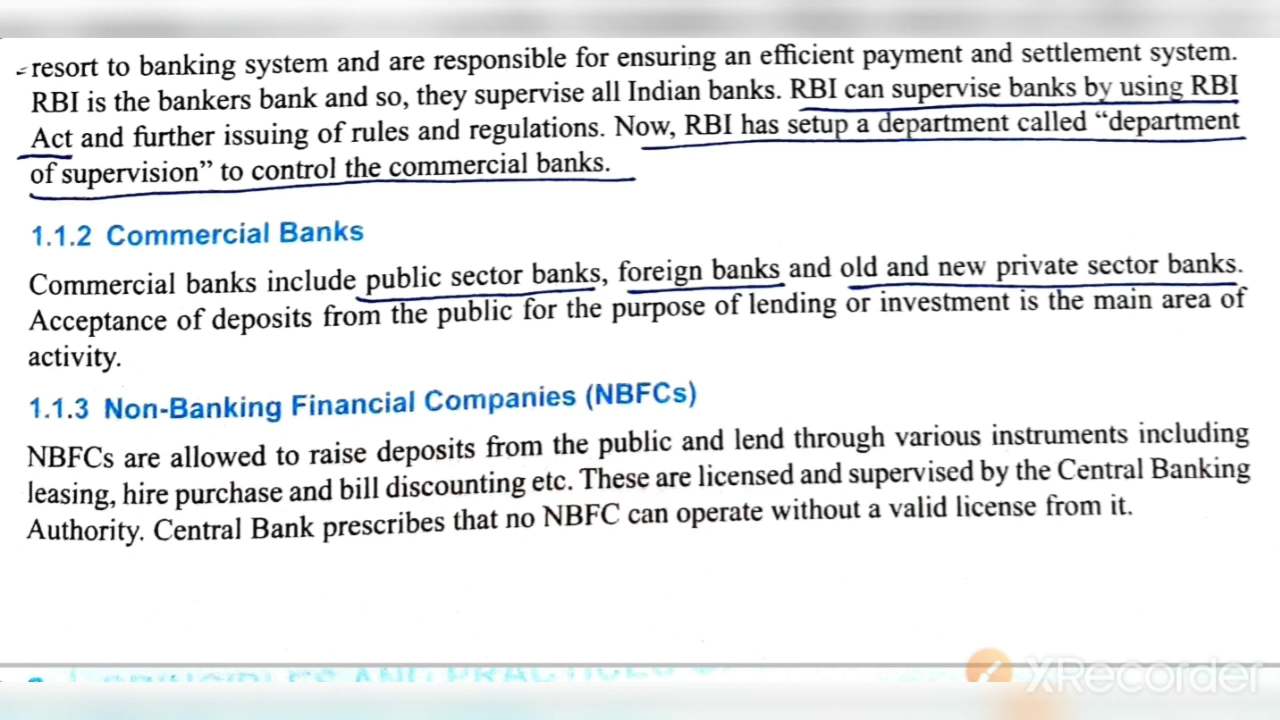 resort to banking system and are responsible for ensuring an efficient payment and settlement system.
RBI is the bankers bank and so, they supervise all Indian banks. RBI can supervise banks by using RBI
Act and further issuing of rules and regulations. Now, RBI has setup a department called “department
of supervision” to control the commercial banks.
1.1.2 Commercial Banks
Commercial banks include public sector banks, foreign banks and old and new private sector banks.
Acceptance of deposits from the public for the purpose of lending or investment is the main area of
activity.
1.1.3 Non-Banking Financial Companies (NBFCs)
NBFCs are allowed to raise deposits from the public and lend through various instruments including
leasing, hire purchase and bill discounting etc. These are licensed and supervised by the Central Banking
Authority. Central Bank prescribes that no NBFC can operate without a valid license from it.
AND
XRecorder